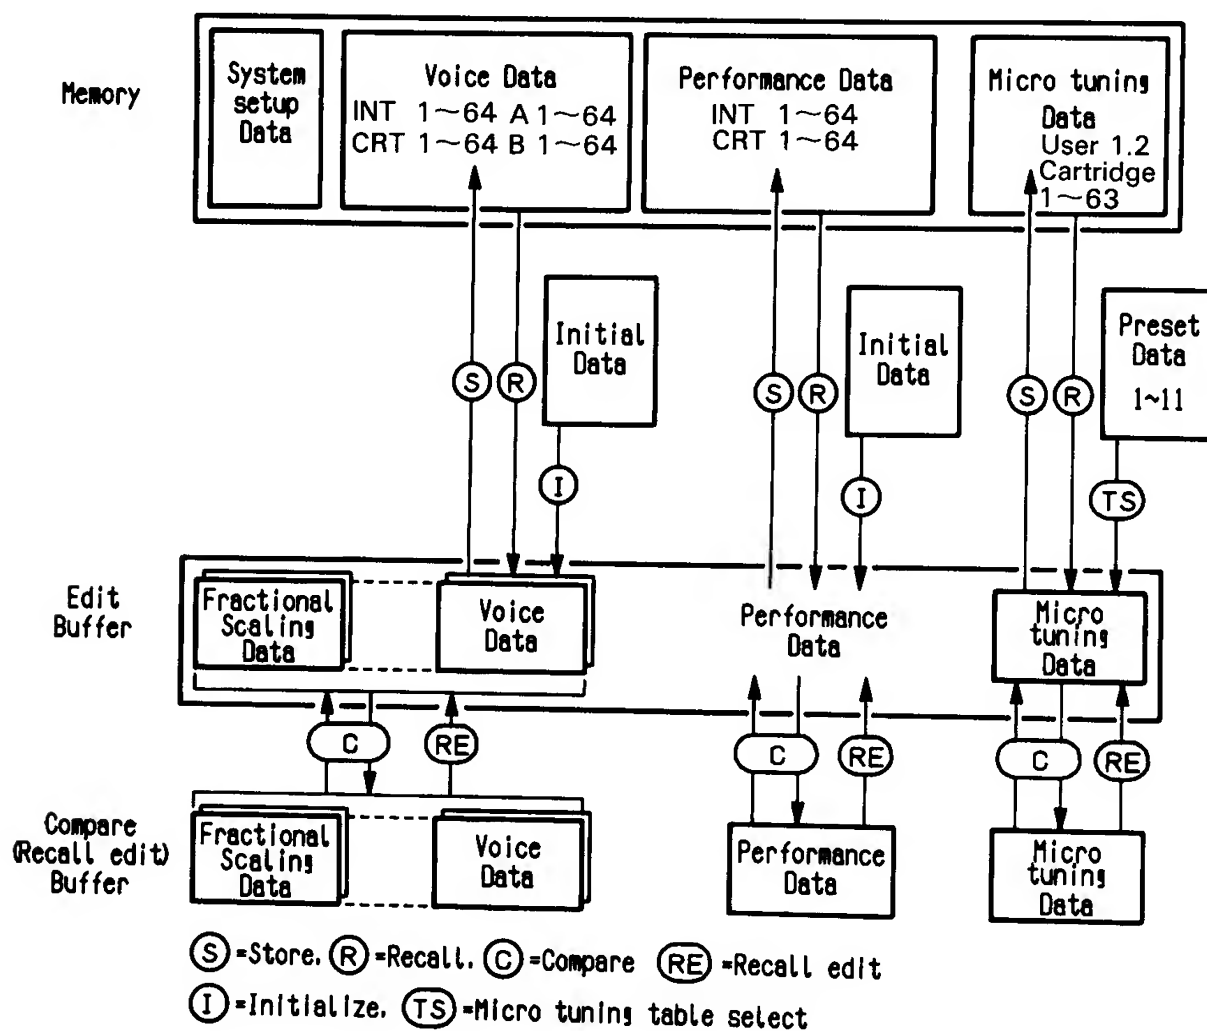 Memory
System
setup
Data
Voice Data
INT 1~64 A 1~64
CRT 1~64 B 1~64
Performance Data
INT 1~64
CRT 1~64
Micro tuning
Data
User 1.2
Cartridge
1~63
Initial
Data
Initial
Data
Preset
Data
1~11
S
R
I
S
R
I
S
R
TS
Edit
Buffer
Fractional
Scaling
Data
Voice
Data
Performance
Data
Micro
tuning
Data
C
RE
C
RE
C
RE
Compare
(Recall edit)
Buffer
Fractional
Scaling
Data
Voice
Data
Performance
Data
Micro
tuning
Data
S=Store. R=Recall. C=Compare RE=Recall edit
I=Initialize. TS=Micro tuning table select